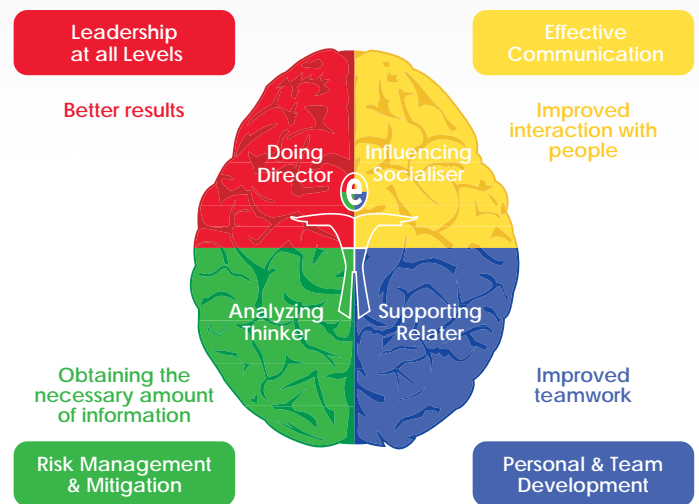 Leadership
at all Levels
Effective
Communication
Better results
Improved
interaction with
people
Doing
Director
Influencing
Socialiser
e
Analyzing
Thinker
Supporting
Relater
Obtaining the
necessary amount
of information
Improved
teamwork
Risk Management
& Mitigation
Personal & Team
Development